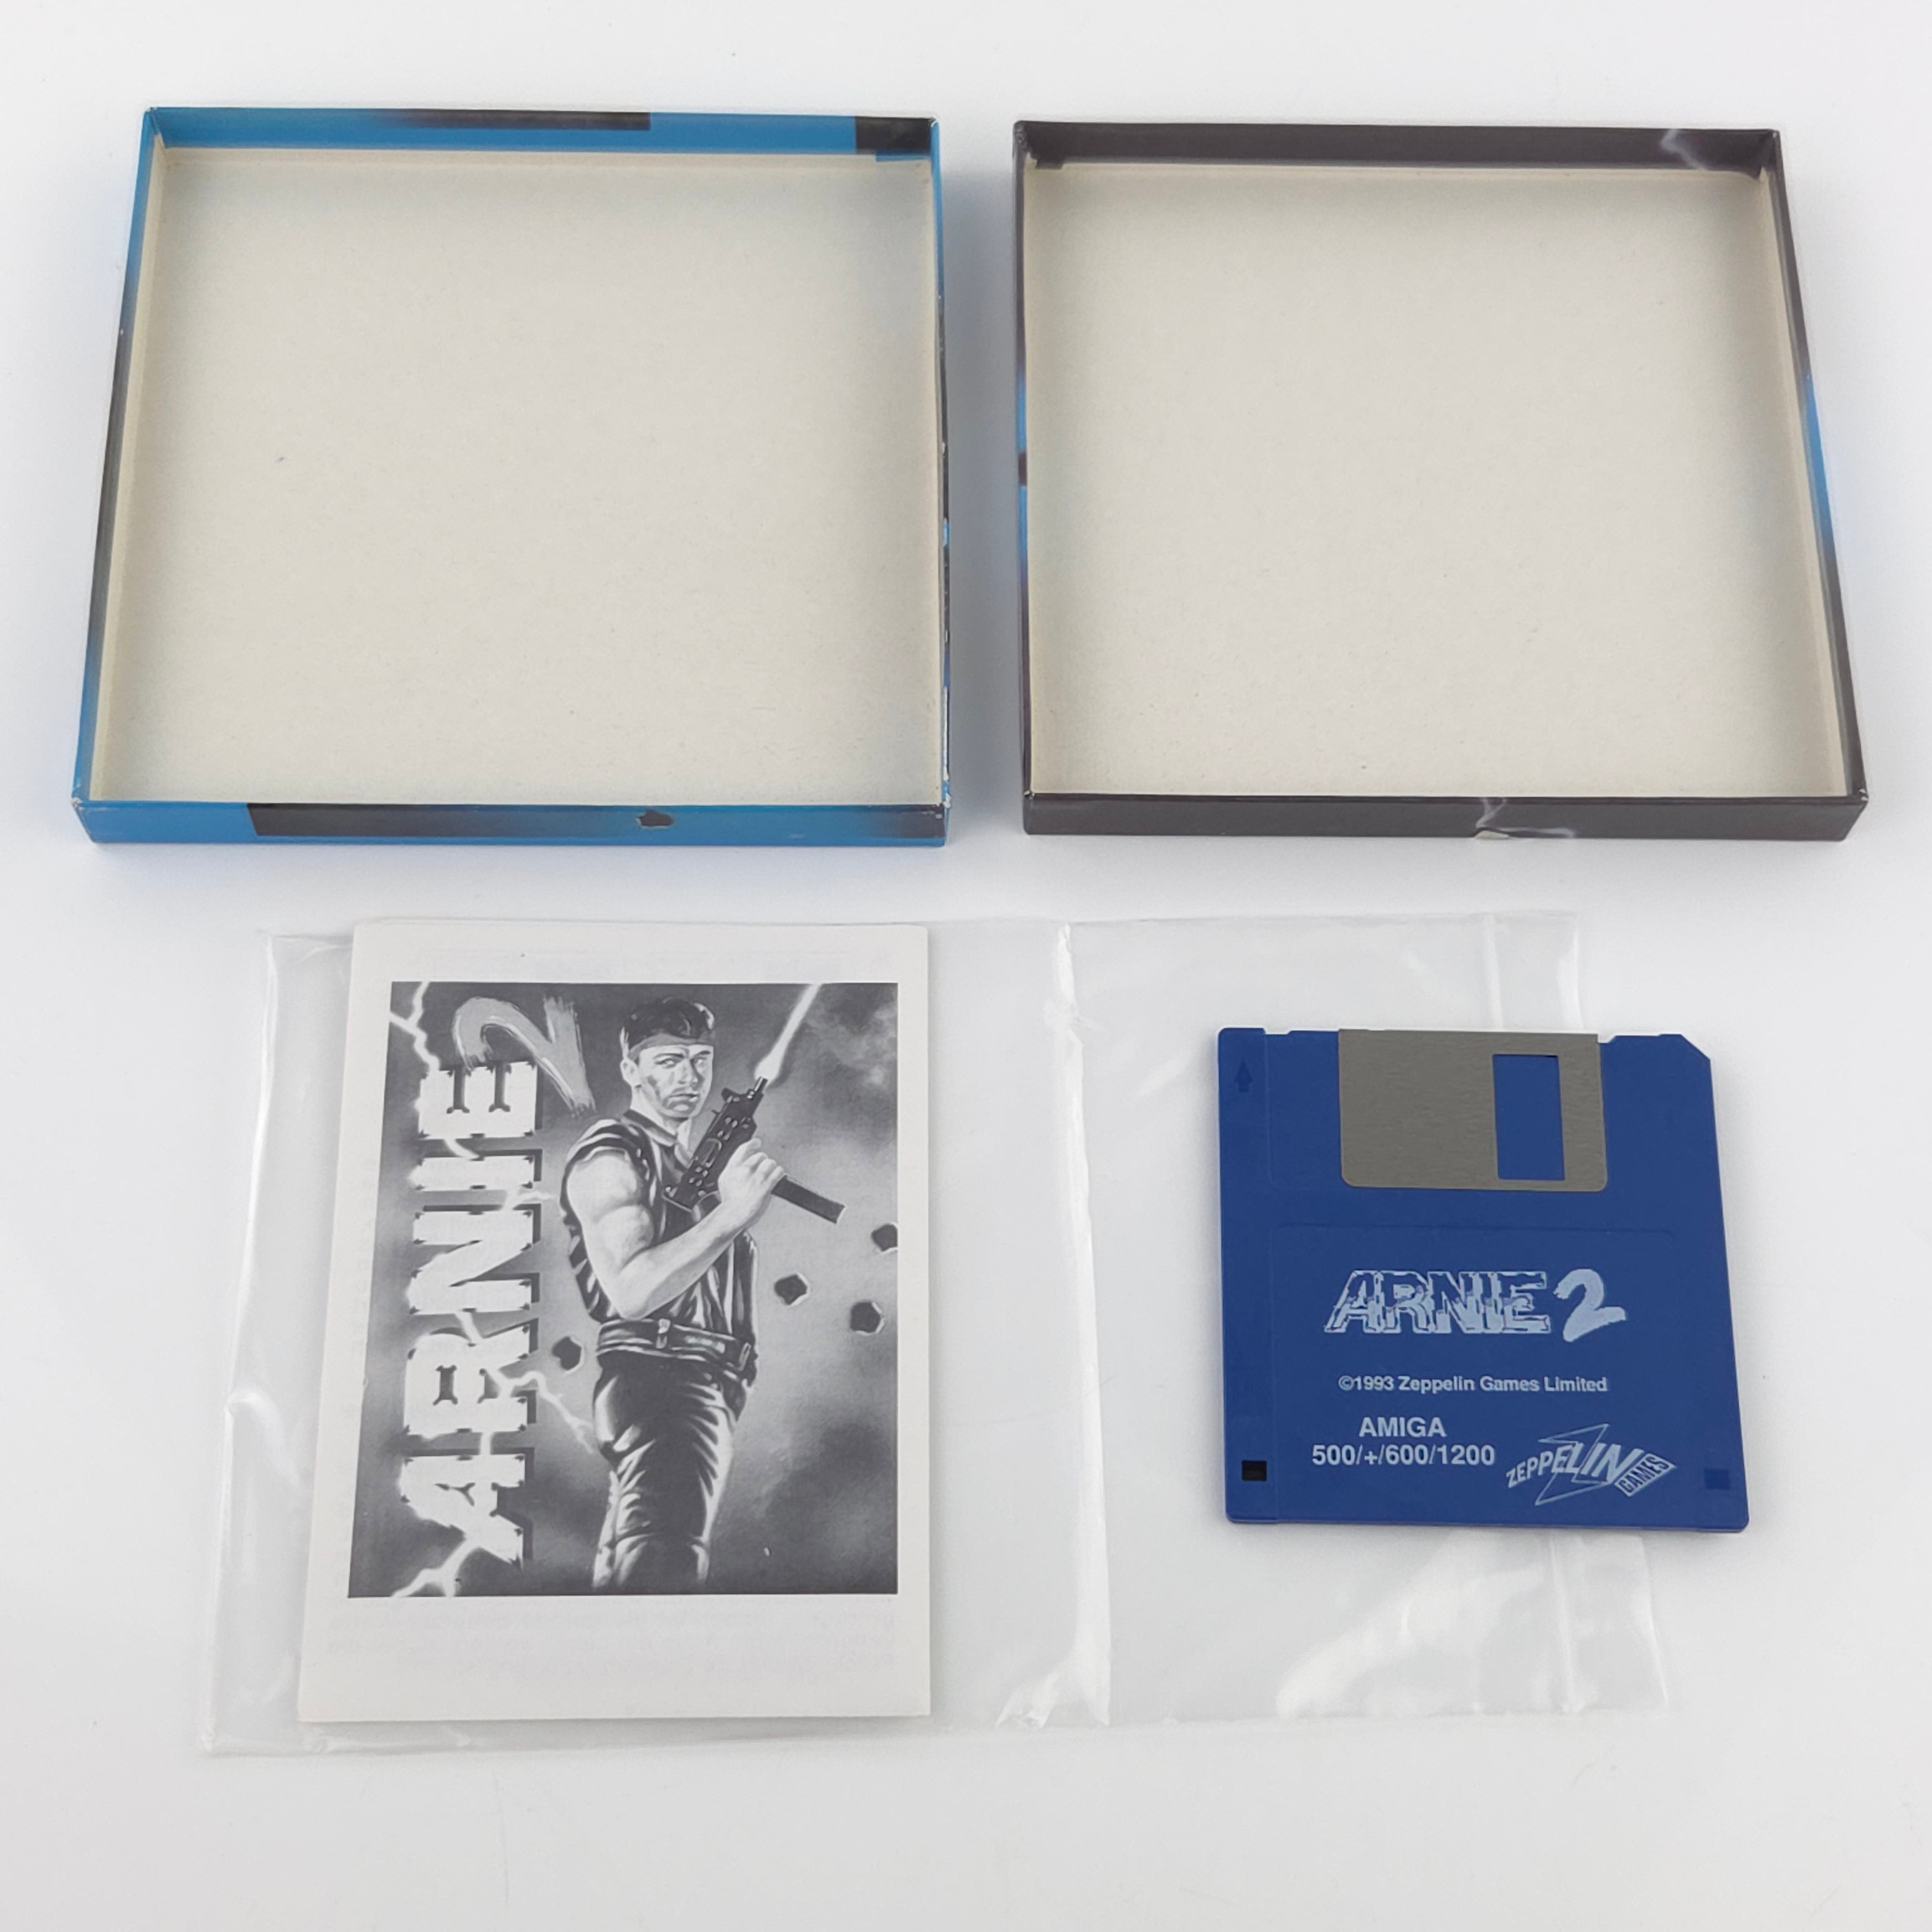 ARNIE 2
ARNIE 2
©1993 Zeppelin Games Limited
AMIGA
500/+/600/1200
ZEPPELIN
GAMES